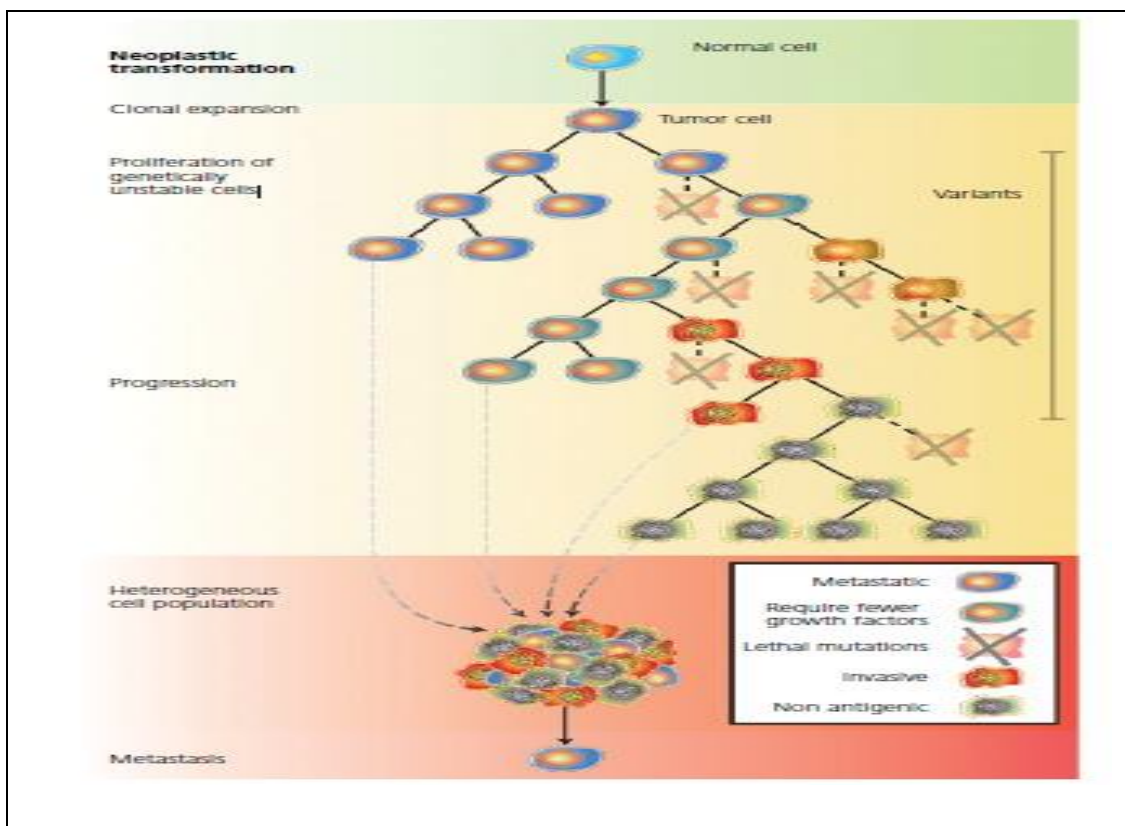 Neoplastic
transformation
Normal cell
Clonal expansion
Tumor cell
Proliferation of
genetically
unstable cells
Variants
Progression
Heterogeneous
cell population
Metastatic
Require fewer
growth factors
Lethal mutations
Invasive
Non antigenic
Metastasis